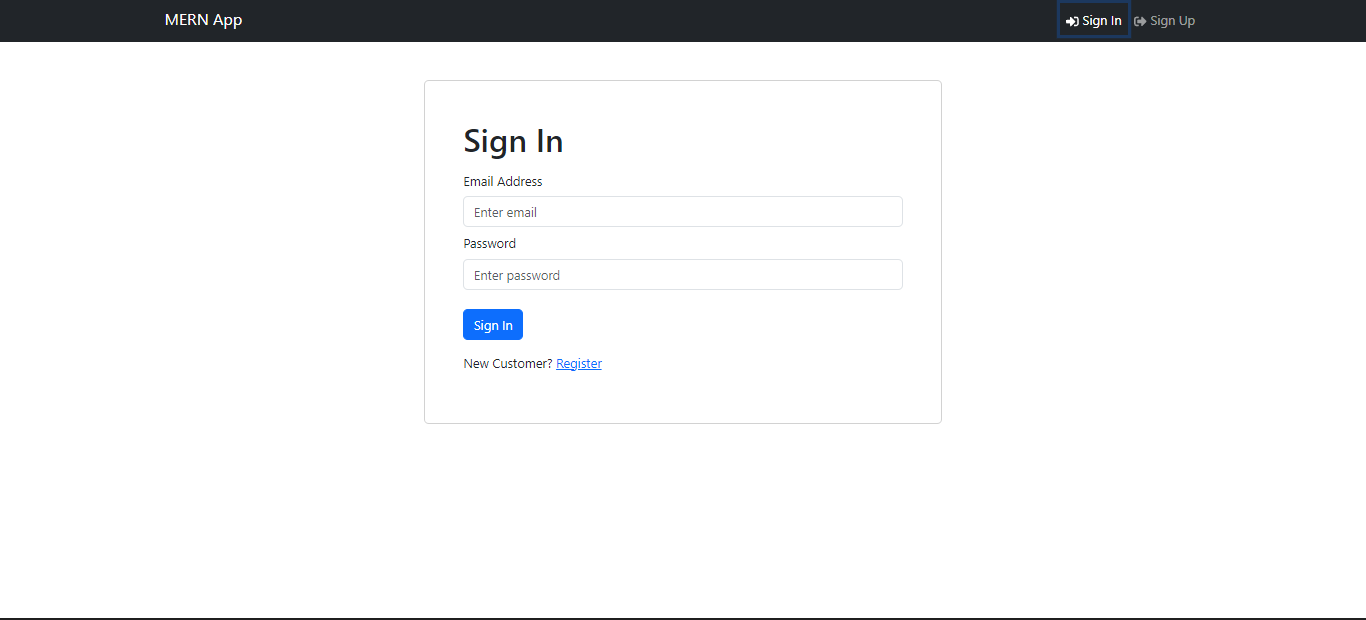 MERN App
Sign In
Sign Up
Sign In
Email Address
Enter email
Password
Enter password
Sign In
New Customer? Register